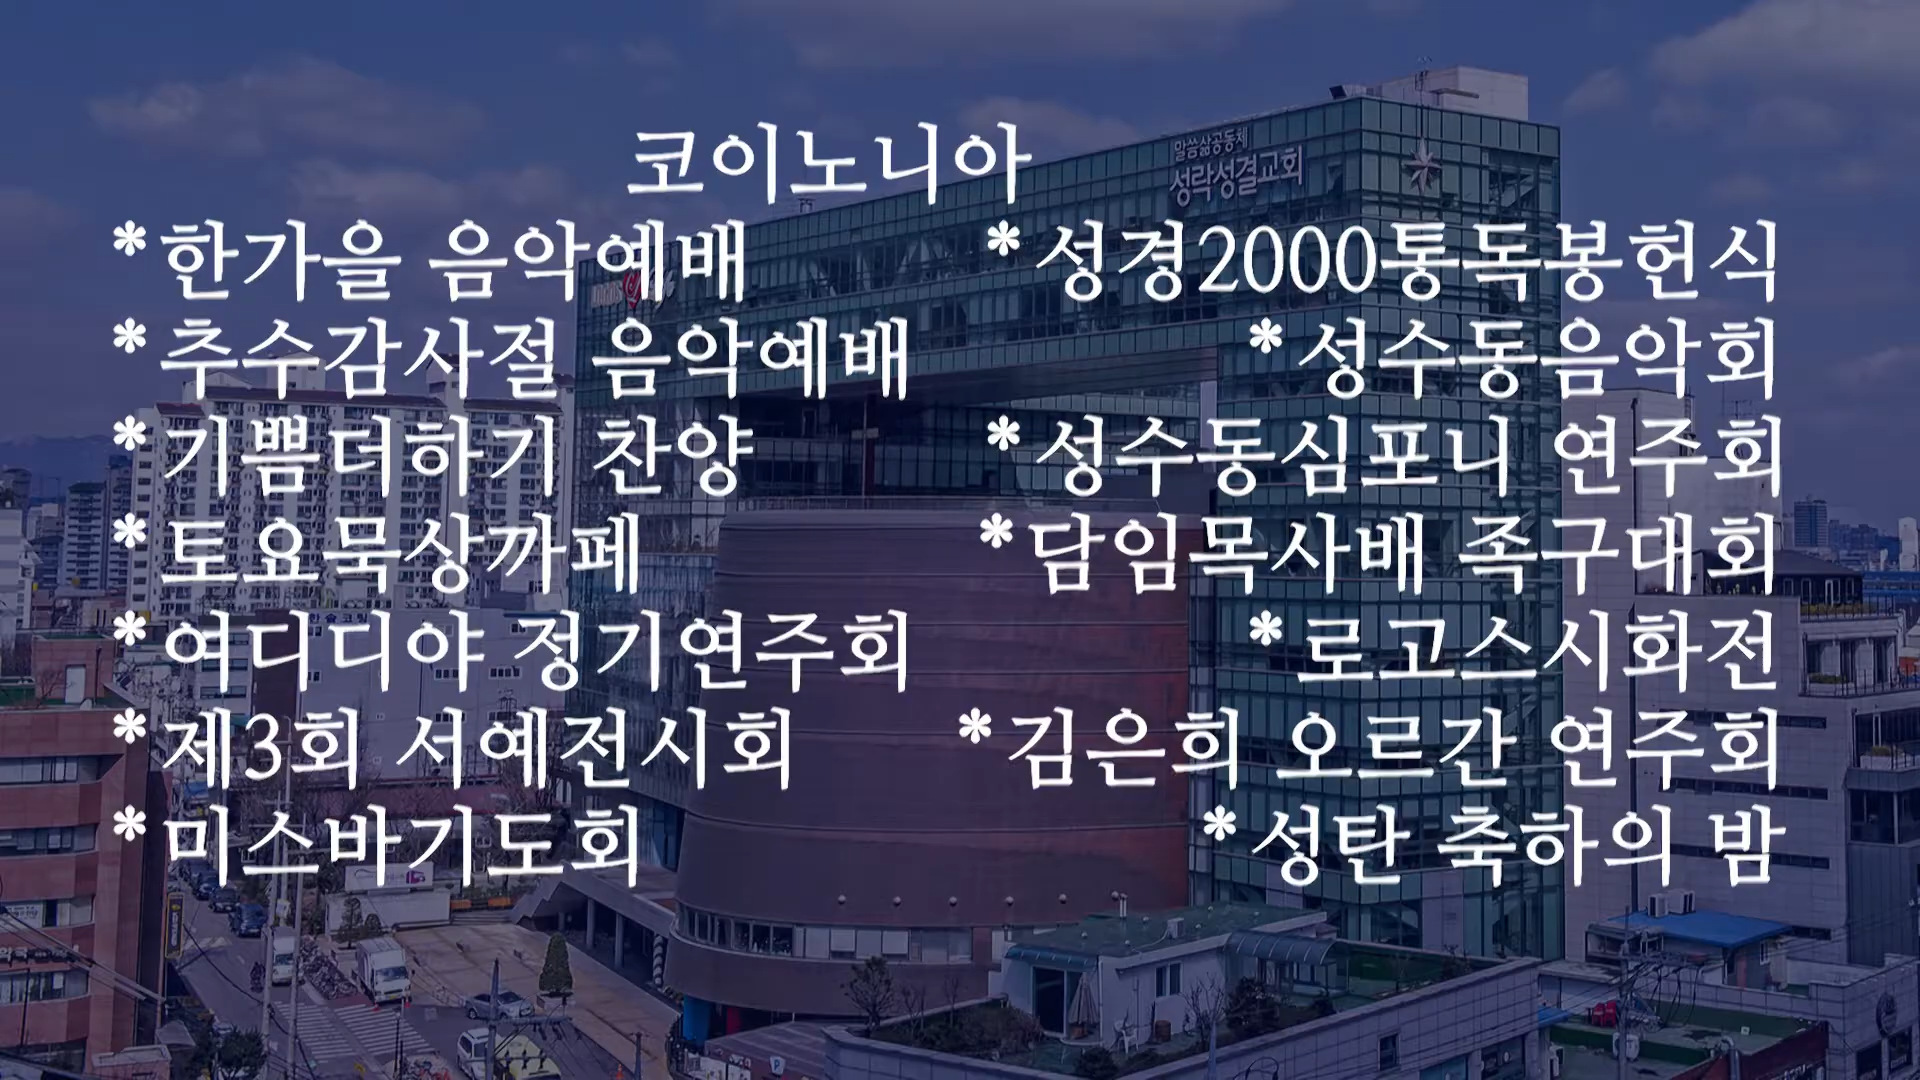 코이노니아
말씀삶공동체
성락성결교회
*한가을 음악예배 *성경2000통독봉헌식
*추수감사절 음악예배 *성수동음악회
*기쁨더하기 찬양 *성수동심포니 연주회
*토요묵상까페 *담임목사배 족구대회
*여디디야 정기연주회 *로고스시화전
*제3회 서예전시회 *김은희 오르간 연주회
*미스바기도회 *성탄 축하의 밤